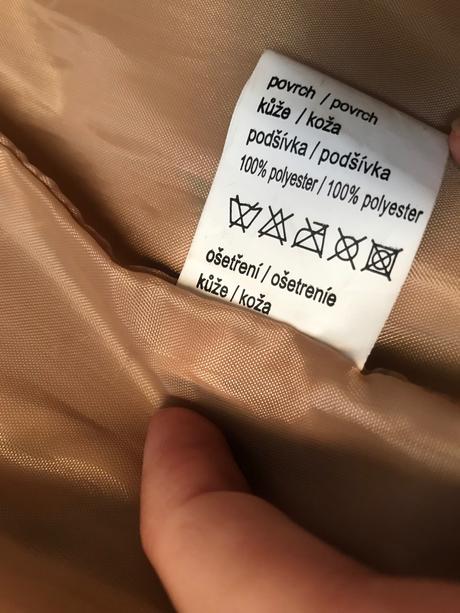 povrch / povrch
kůže / koža
podšívka / podšívka
100% polyester / 100% polyester
ošetření / ošetrenie
kůže / koža